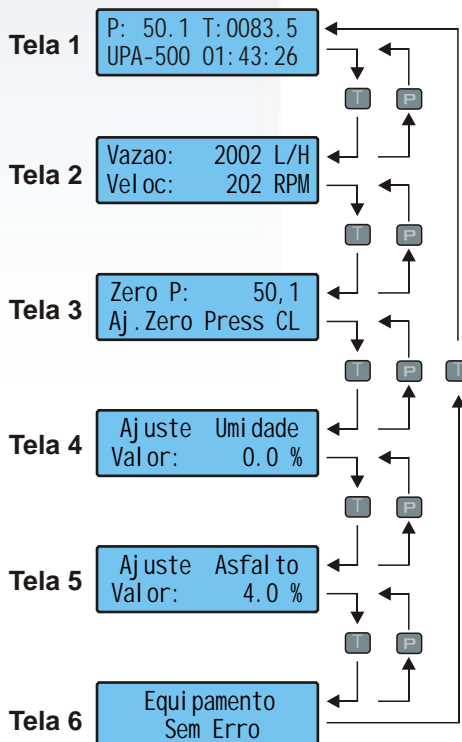 Tela 1
P: 50.1 T:0083.5
UPA-500 01:43:26
T P
Tela 2
Vazao: 2002 L/H
Veloc: 202 RPM
T P
Tela 3
Zero P: 50,1
Aj.Zero Press CL
T P T
Tela 4
Ajuste Umidade
Valor: 0.0 %
T P
Tela 5
Ajuste Asfalto
Valor: 4.0 %
T P
Tela 6
Equipamento
Sem Erro